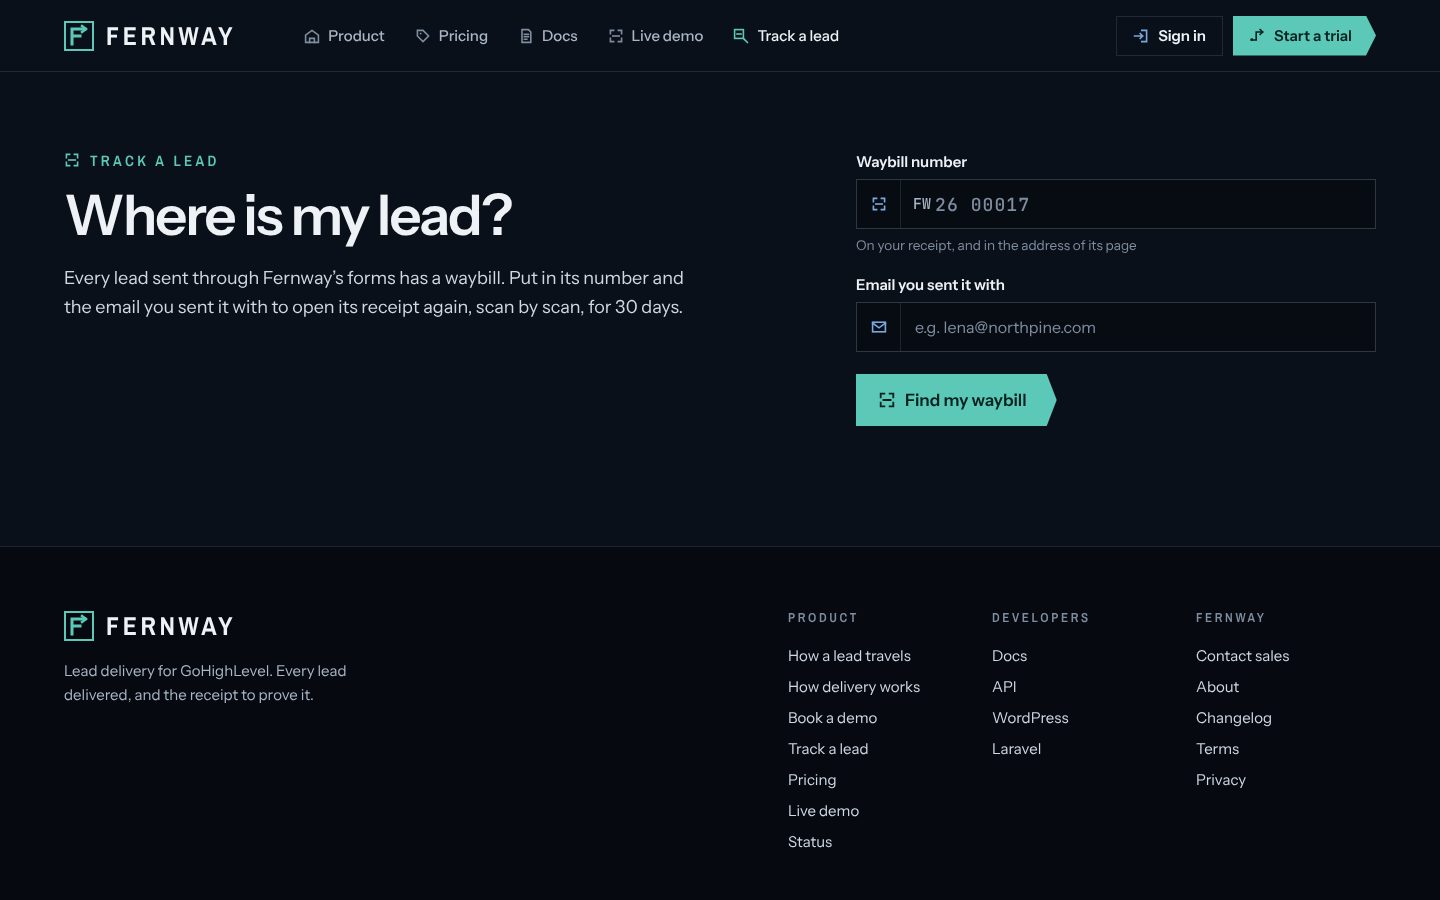 FERNWAY
Product
Pricing
Docs
Live demo
Track a lead
Sign in
Start a trial
TRACK A LEAD
Where is my lead?
Every lead sent through Fernway’s forms has a waybill. Put in its number and
the email you sent it with to open its receipt again, scan by scan, for 30 days.
Waybill number
FW 26 00017
On your receipt, and in the address of its page
Email you sent it with
e.g. lena@northpine.com
Find my waybill
FERNWAY
Lead delivery for GoHighLevel. Every lead
delivered, and the receipt to prove it.
PRODUCT
How a lead travels
How delivery works
Book a demo
Track a lead
Pricing
Live demo
Status
DEVELOPERS
Docs
API
WordPress
Laravel
FERNWAY
Contact sales
About
Changelog
Terms
Privacy